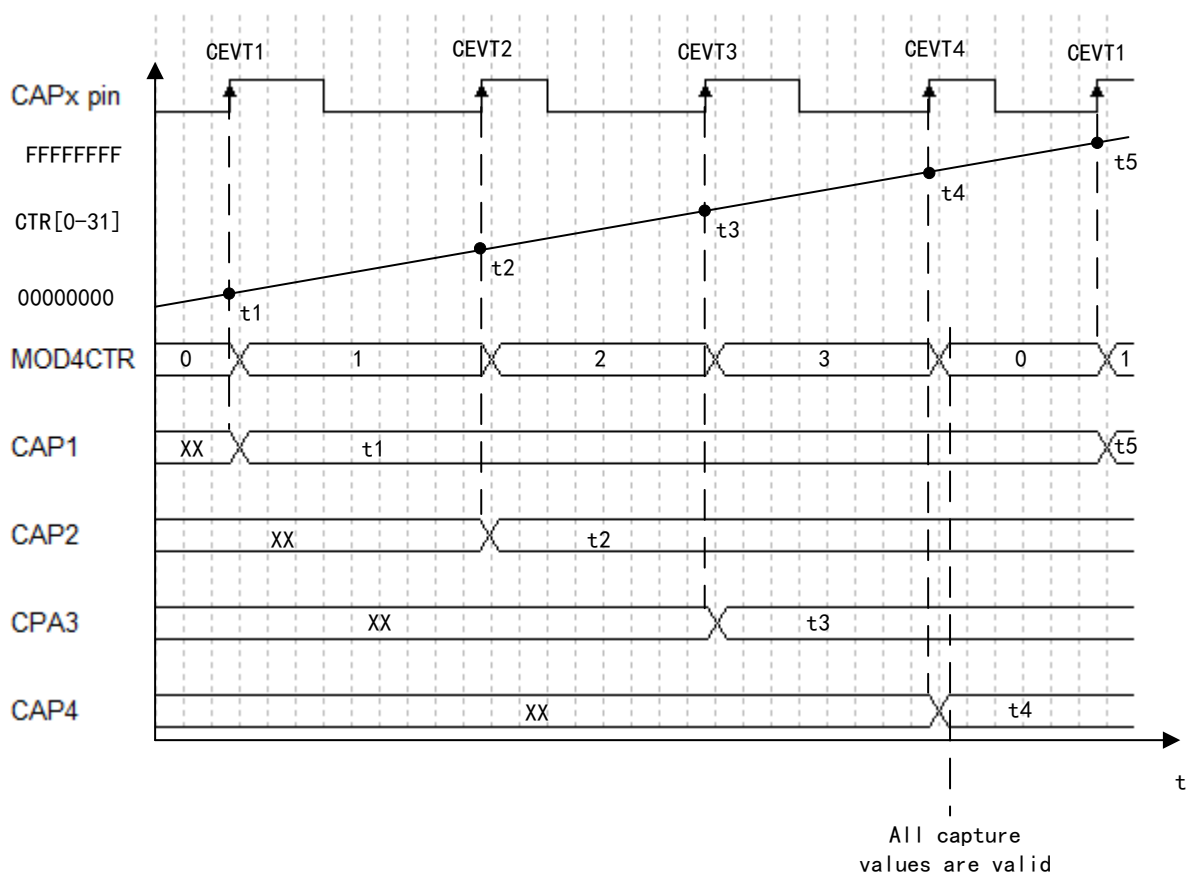 CEVT1 CEVT2 CEVT3 CEVT4 CEVT1
CAPx pin
FFFFFFFF
t5
t4
CTR[0-31]
t3
t2
00000000
t1
MOD4CTR 0 1 2 3 0 1
CAP1 XX t1 t5
CAP2 XX t2
CPA3 XX t3
CAP4 XX t4
t
All capture
values are valid